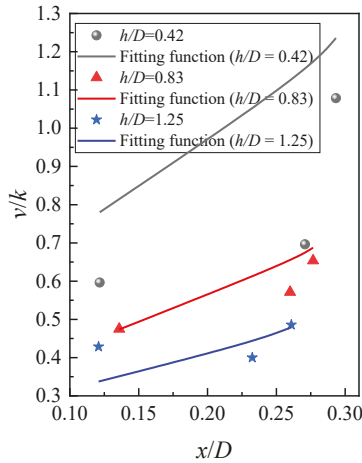 1.3
1.2
1.1
1.0
0.9
0.8
0.7
0.6
0.5
0.4
0.3
v/k
h/D=0.42
Fitting function (h/D = 0.42)
h/D=0.83
Fitting function (h/D = 0.83)
h/D=1.25
Fitting function (h/D = 1.25)
0.10 0.15 0.20 0.25 0.30
x/D